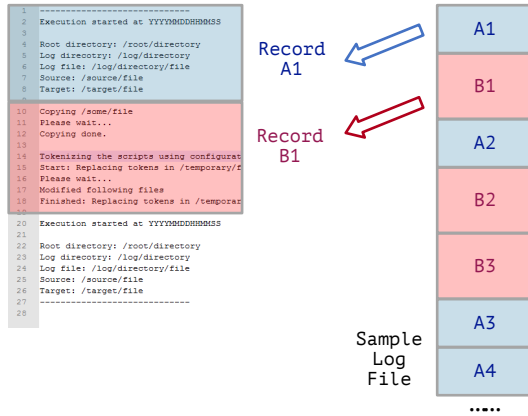 1 ----------------------------
2 Execution started at YYYYMMDDHHMMSS
3
4 Root directory: /root/directory
5 Log direcotry: /log/directory
6 Log file: /log/directory/file
7 Source: /source/file
8 Target: /target/file
10 Copying /some/file
11 Please wait...
12 Copying done.
13
14 Tokenizing the scripts using configurat
15 Start: Replacing tokens in /temporary/f
16 Please wait...
17 Modified following files
18 Finished: Replacing tokens in /temporar
20 Execution started at YYYYMMDDHHMMSS
21
22 Root directory: /root/directory
23 Log direcotry: /log/directory
24 Log file: /log/directory/file
25 Source: /source/file
26 Target: /target/file
27 ----------------------------
28
Record
A1
Record
B1
A1
B1
A2
B2
B3
A3
A4
Sample
Log
File
......